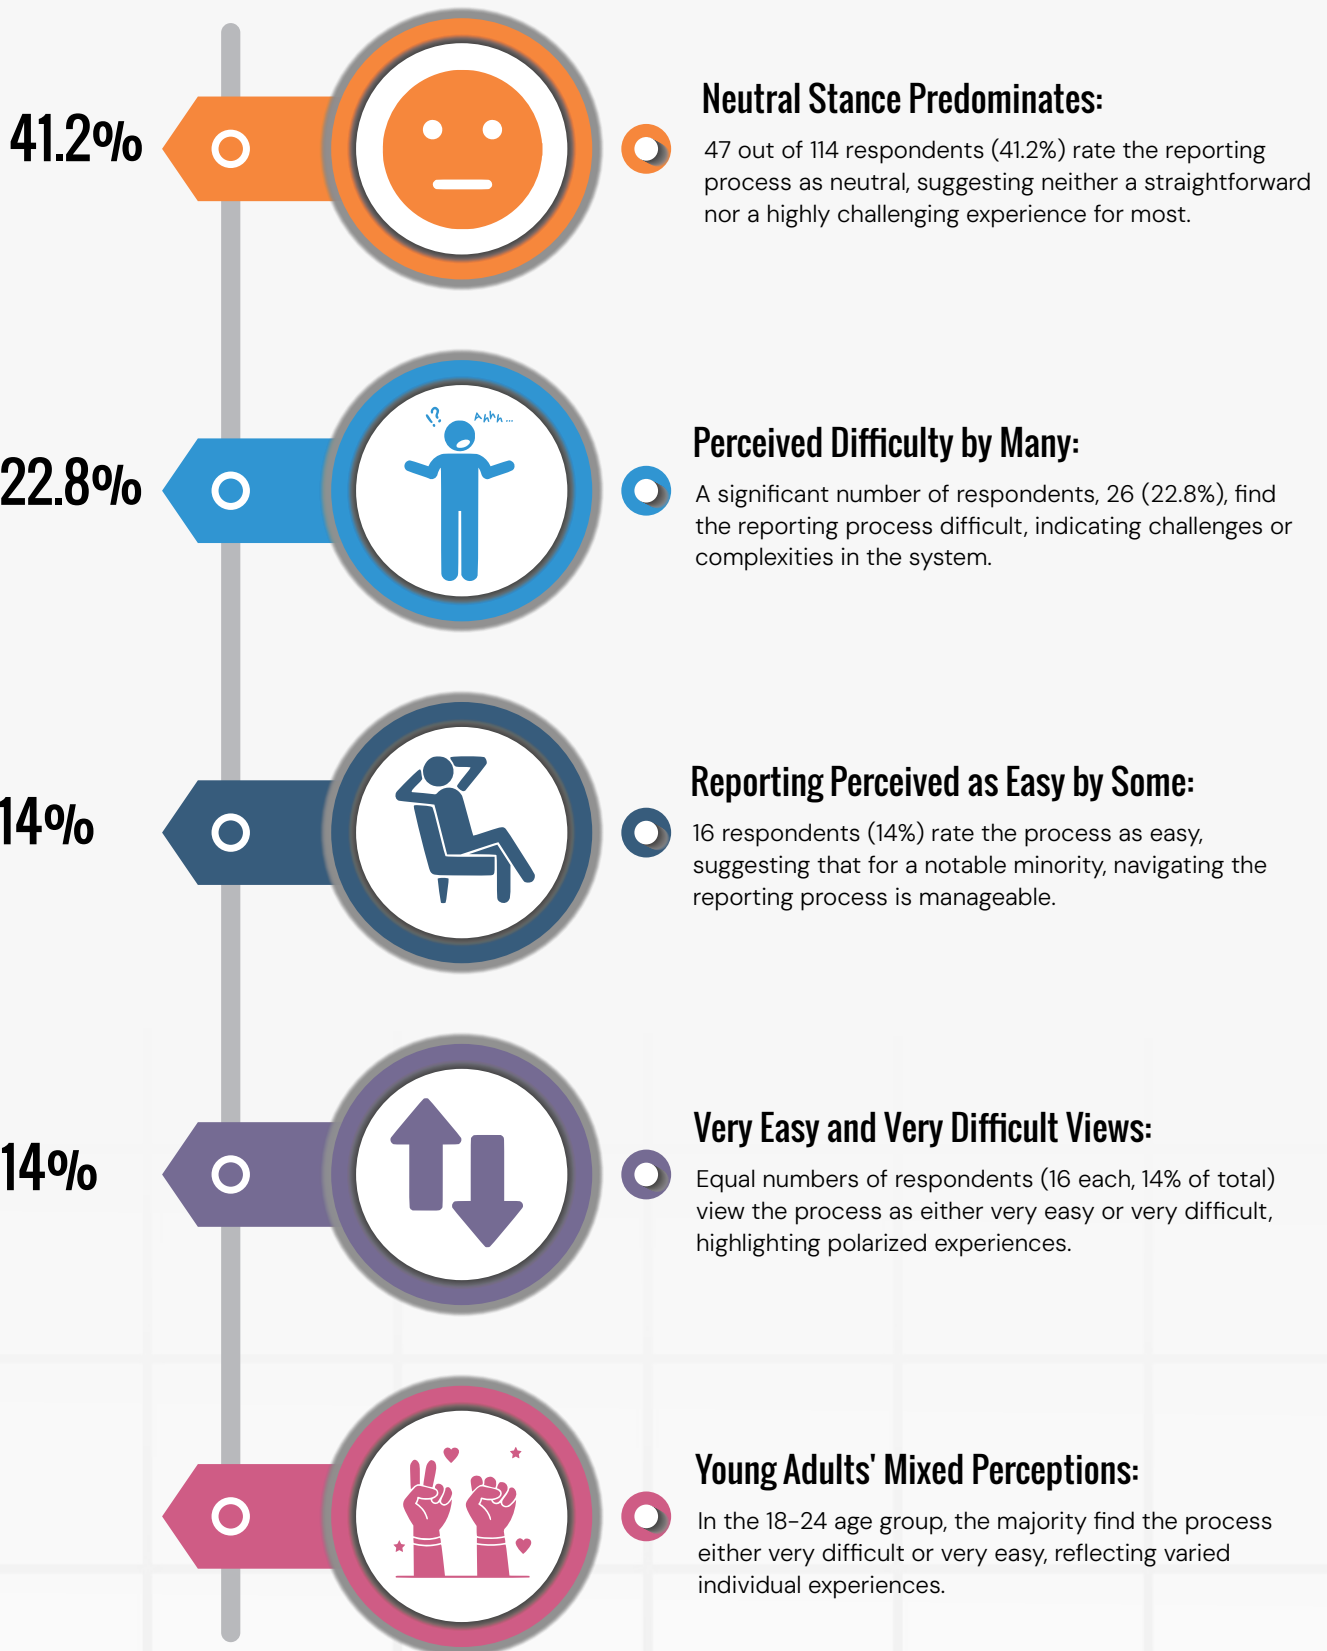 41.2%
Neutral Stance Predominates:
47 out of 114 respondents (41.2%) rate the reporting
process as neutral, suggesting neither a straightforward
nor a highly challenging experience for most.
22.8%
!?
Ahhh...
Perceived Difficulty by Many:
A significant number of respondents, 26 (22.8%), find
the reporting process difficult, indicating challenges or
complexities in the system.
14%
Reporting Perceived as Easy by Some:
16 respondents (14%) rate the process as easy,
suggesting that for a notable minority, navigating the
reporting process is manageable.
14%
Very Easy and Very Difficult Views:
Equal numbers of respondents (16 each, 14% of total)
view the process as either very easy or very difficult,
highlighting polarized experiences.
Young Adults' Mixed Perceptions:
In the 18-24 age group, the majority find the process
either very difficult or very easy, reflecting varied
individual experiences.